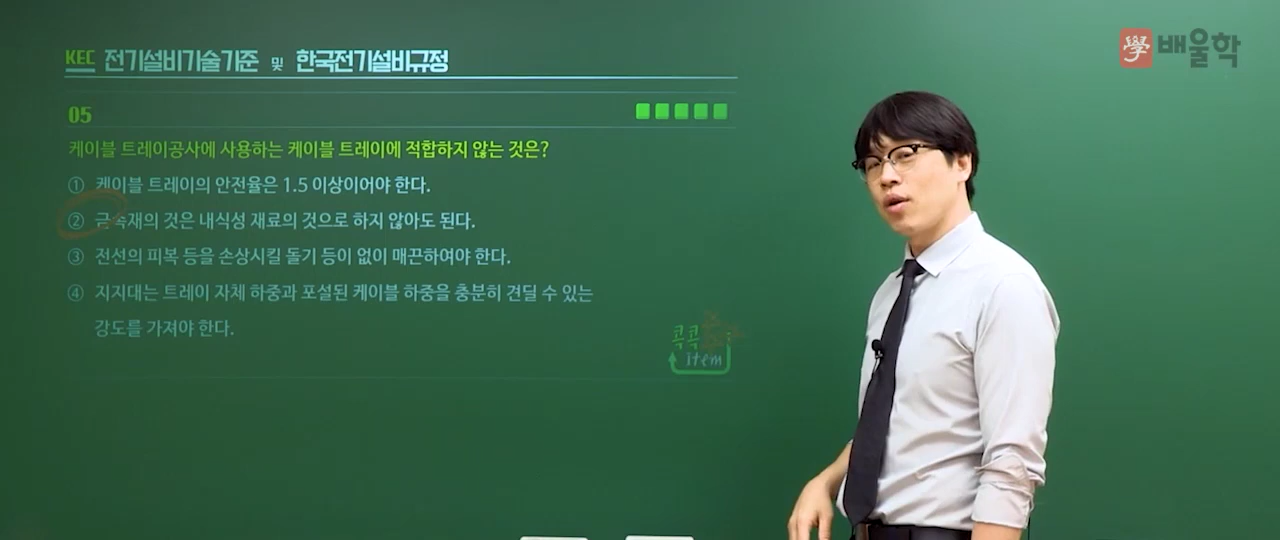 KEC 전기설비기술기준 및 한국전기설비규정
學 배울학
05
케이블 트레이공사에 사용하는 케이블 트레이에 적합하지 않는 것은?
① 케이블 트레이의 안전율은 1.5 이상이어야 한다.
② 금속재의 것은 내식성 재료의 것으로 하지 않아도 된다.
③ 전선의 피복 등을 손상시킬 돌기 등이 없이 매끈하여야 한다.
④ 지지대는 트레이 자체 하중과 포설된 케이블 하중을 충분히 견딜 수 있는
강도를 가져야 한다.
콕콕
item